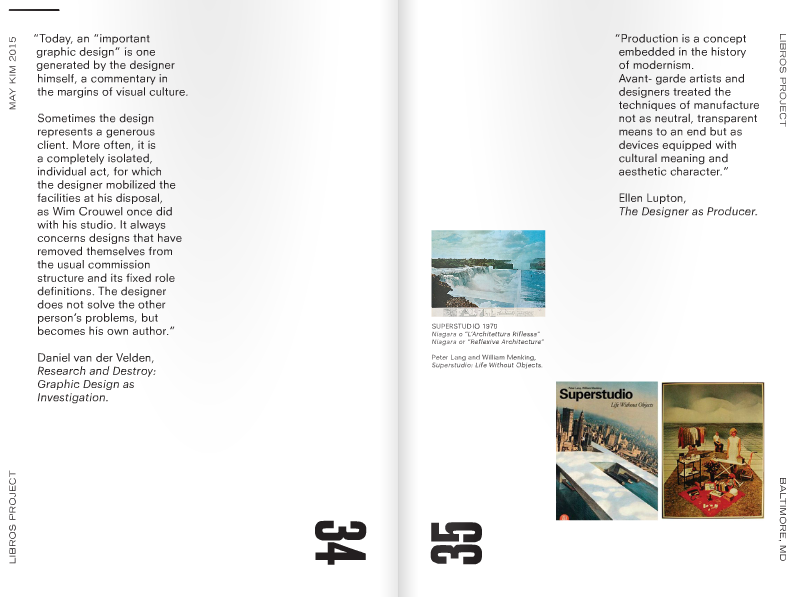 MAY KIM 2015
"Today, an "important
graphic design" is one
generated by the designer
himself, a commentary in
the margins of visual culture.
Sometimes the design
represents a generous
client. More often, it is
a completely isolated,
individual act, for which
the designer mobilized the
facilities at his disposal,
as Wim Crouwel once did
with his studio. It always
concerns designs that have
removed themselves from
the usual commission
structure and its fixed role
definitions. The designer
does not solve the other
person's problems, but
becomes his own author."
Daniel van der Velden,
Research and Destroy:
Graphic Design as
Investigation.
LIBROS PROJECT
34
"Production is a concept
embedded in the history
of modernism.
Avant- garde artists and
designers treated the
techniques of manufacture
not as neutral, transparent
means to an end but as
devices equipped with
cultural meaning and
aesthetic character."
Ellen Lupton,
The Designer as Producer.
LIBROS PROJECT
SUPERSTUDIO 1970
Niagara o "L'Architettura Riflessa"
Niagara or "Reflexive Architecture"
Peter Lang and William Menking,
Superstudio: Life Without Objects.
Peter Lang, William Menking
Superstudio
Life Without Objects
35
BALTIMORE, MD